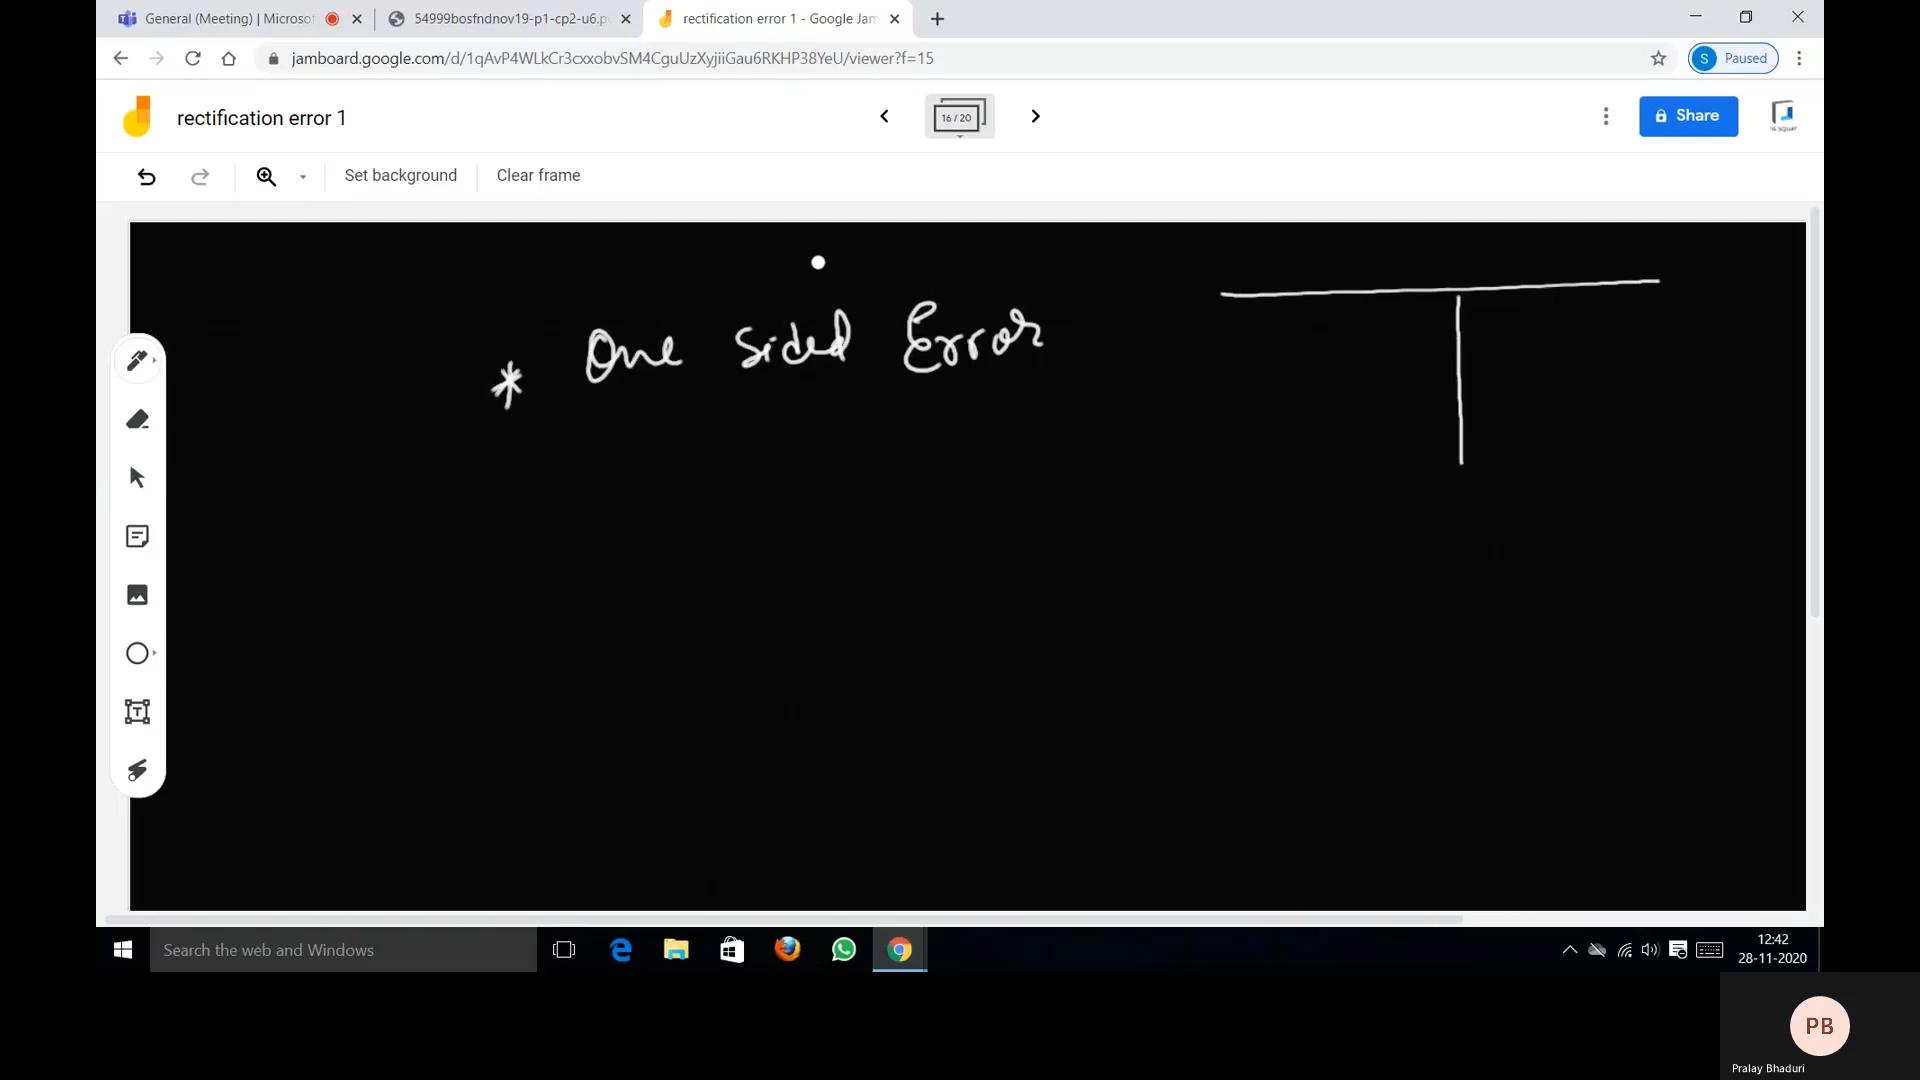 General (Meeting) | Microsof
54999bosfndnov19-p1-cp2-u6.p
rectification error 1 - Google Jam
jamboard.google.com/d/1qAvP4WLkCr3cxxobvSM4CguUzXyjiiGau6RKHP38YeU/viewer?f=15
S Paused
rectification error 1
16 / 20
Share
Set background
Clear frame
* One Sided Error
Search the web and Windows
12:42
28-11-2020
PB
Pralay Bhaduri